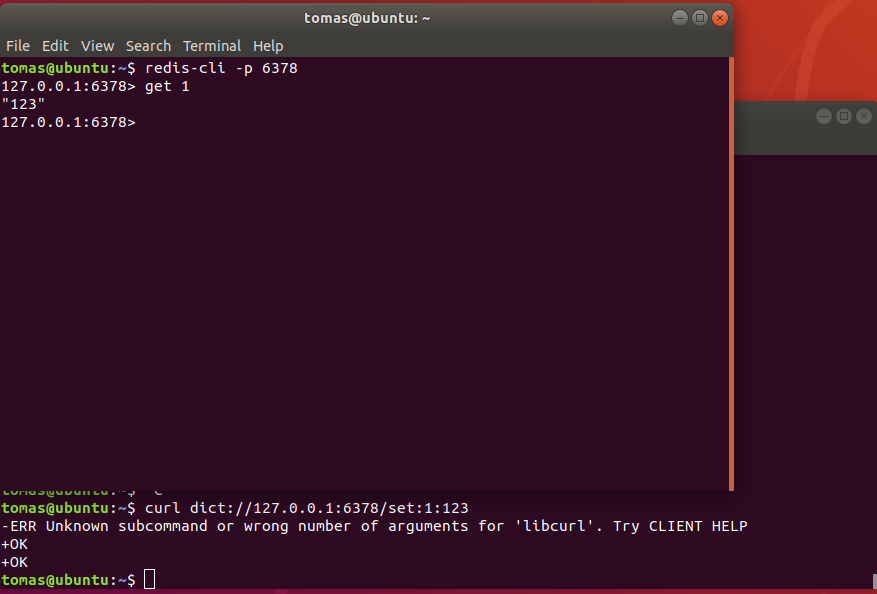 tomas@ubuntu: ~
File Edit View Search Terminal Help
tomas@ubuntu:~$ redis-cli -p 6378
127.0.0.1:6378> get 1
"123"
127.0.0.1:6378>
tomas@ubuntu:~$ curl dict://127.0.0.1:6378/set:1:123
-ERR Unknown subcommand or wrong number of arguments for 'libcurl'. Try CLIENT HELP
+OK
+OK
tomas@ubuntu:~$